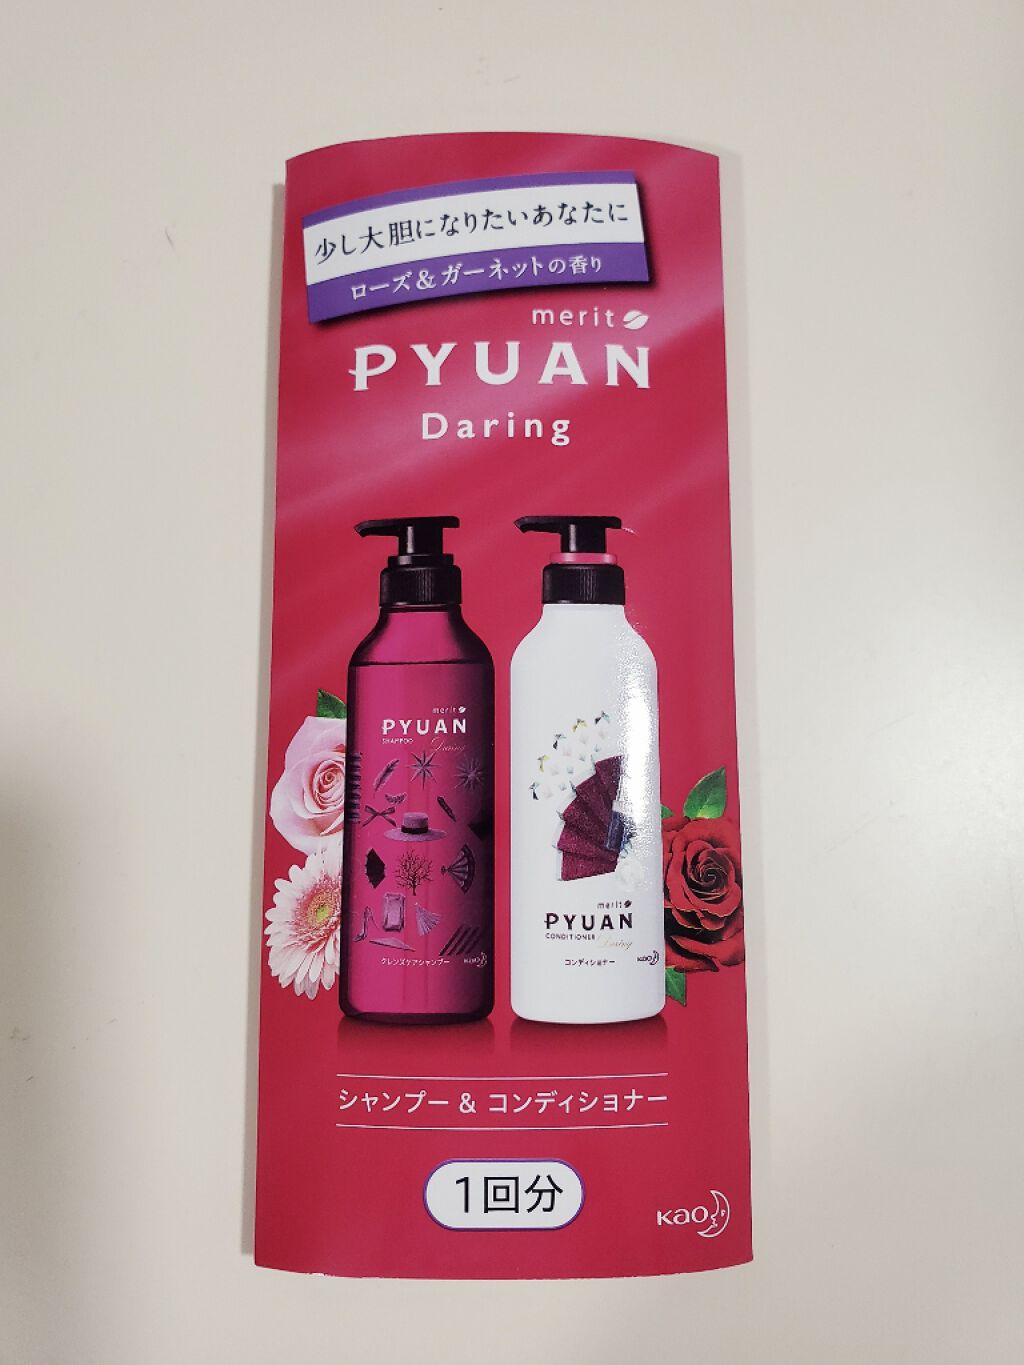 少し大胆になりたいあなたに
ローズ&ガーネットの香り
merit
PYUAN
Daring
merit
PYUAN
SHAMPOO Daring
クレンズケアシャンプー Kao
merit
PYUAN
CONDITIONER Daring
コンディショナー Kao
シャンプー & コンディショナー
1回分
Kao